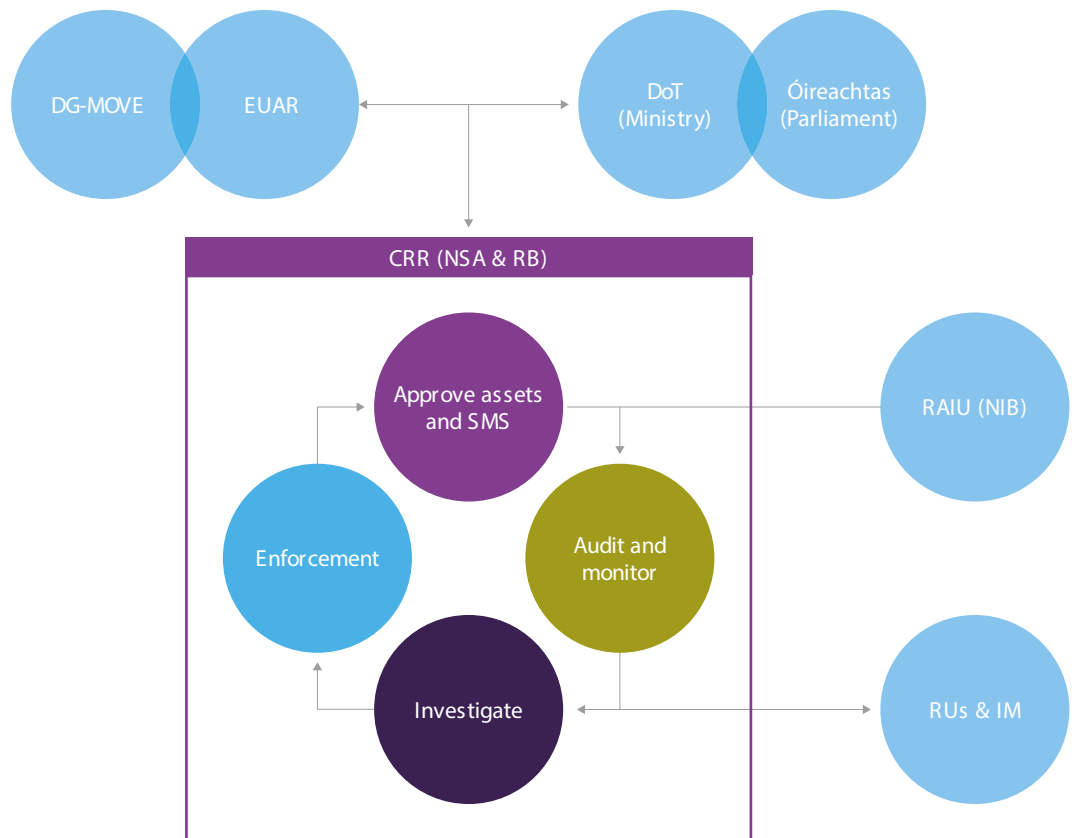 DG-MOVE
EUAR
DoT
(Ministry)
Óireachtas
(Parliament)
CRR (NSA & RB)
Approve assets
and SMS
RAIU (NIB)
Enforcement
Audit and
monitor
Investigate
RUs & IM